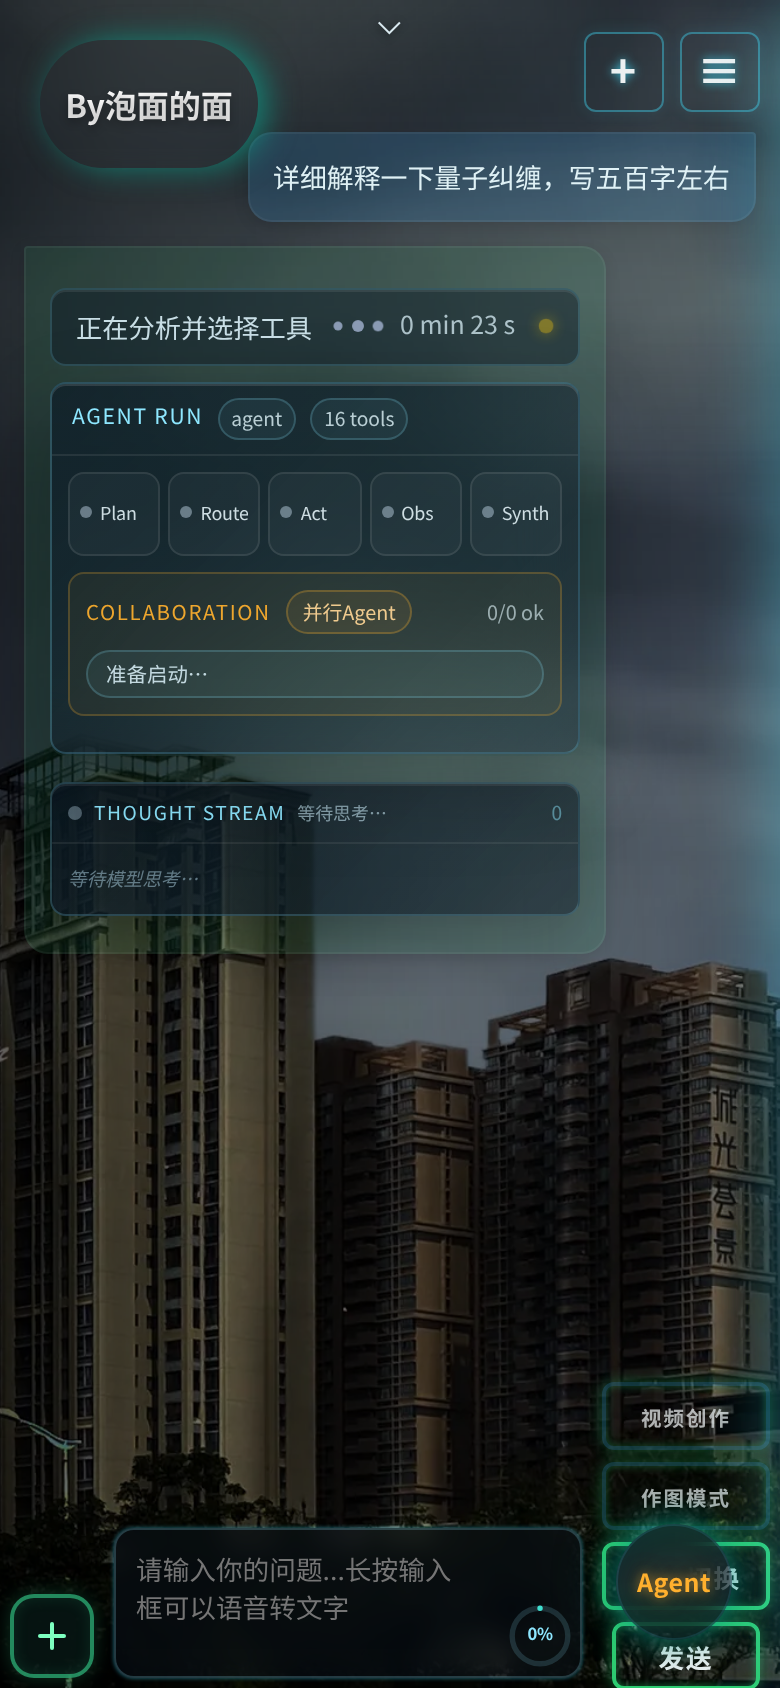 By泡面的面
详细解释一下量子纠缠，写五百字左右
正在分析并选择工具 0 min 23 s
AGENT RUN agent 16 tools
Plan Route Act Obs Synth
COLLABORATION 并行Agent 0/0 ok
准备启动…
THOUGHT STREAM 等待思考… 0
等待模型思考…
城光荟景
视频创作
作图模式
Agent 换
请输入你的问题...长按输入
框可以语音转文字
0%
发送